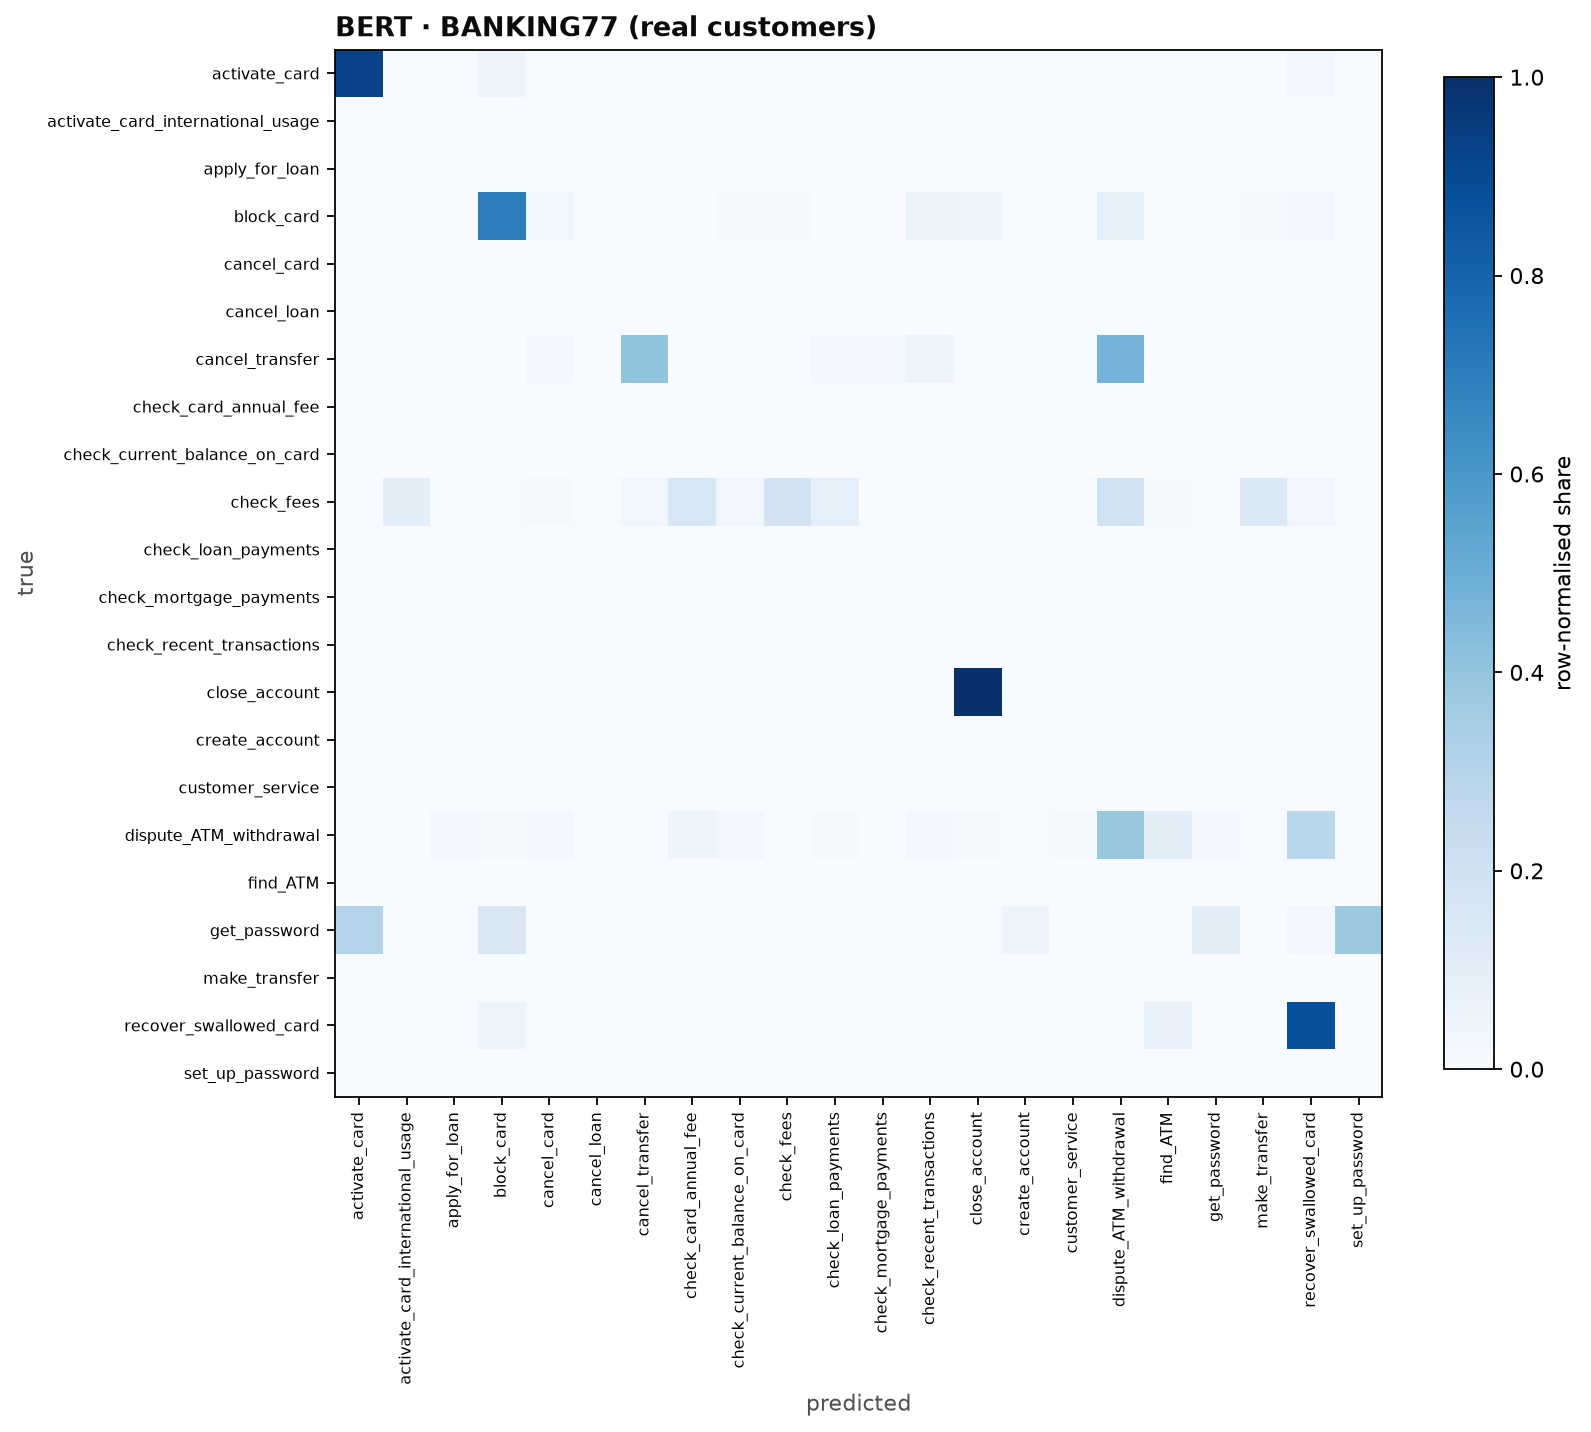 BERT · BANKING77 (real customers)
activate_card
activate_card_international_usage
apply_for_loan
block_card
cancel_card
cancel_loan
cancel_transfer
check_card_annual_fee
check_current_balance_on_card
check_fees
check_loan_payments
check_mortgage_payments
check_recent_transactions
close_account
create_account
customer_service
dispute_ATM_withdrawal
find_ATM
get_password
make_transfer
recover_swallowed_card
set_up_password
true
activate_card
activate_card_international_usage
apply_for_loan
block_card
cancel_card
cancel_loan
cancel_transfer
check_card_annual_fee
check_current_balance_on_card
check_fees
check_loan_payments
check_mortgage_payments
check_recent_transactions
close_account
create_account
customer_service
dispute_ATM_withdrawal
find_ATM
get_password
make_transfer
recover_swallowed_card
set_up_password
predicted
1.0
0.8
0.6
0.4
0.2
0.0
row-normalised share